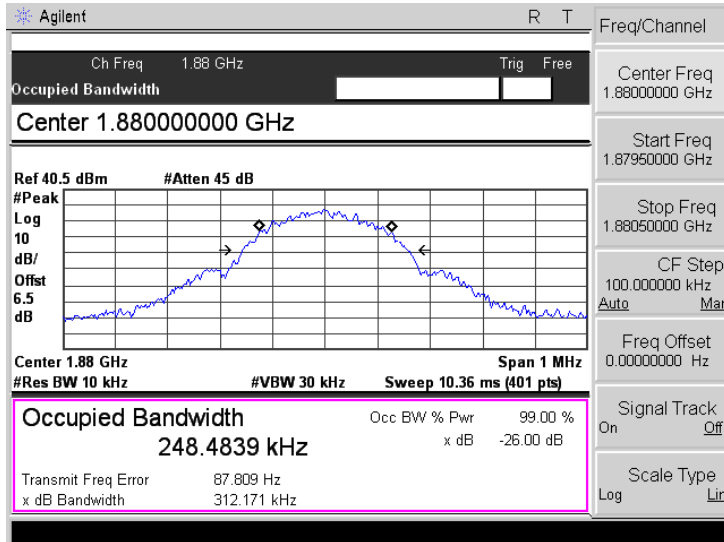 Agilent R T
Freq/Channel
Ch Freq 1.88 GHz Trig Free
Occupied Bandwidth
Center 1.880000000 GHz
Ref 40.5 dBm #Atten 45 dB
#Peak
Log
10
dB/
Offst
6.5
dB
Center 1.88 GHz Span 1 MHz
#Res BW 10 kHz #VBW 30 kHz Sweep 10.36 ms (401 pts)
Occupied Bandwidth
248.4839 kHz
Occ BW % Pwr 99.00 %
x dB -26.00 dB
Transmit Freq Error 87.809 Hz
x dB Bandwidth 312.171 kHz
Center Freq
1.88000000 GHz
Start Freq
1.87950000 GHz
Stop Freq
1.88050000 GHz
CF Step
100.000000 kHz
Auto Man
Freq Offset
0.00000000 Hz
Signal Track
On Off
Scale Type
Log Lin